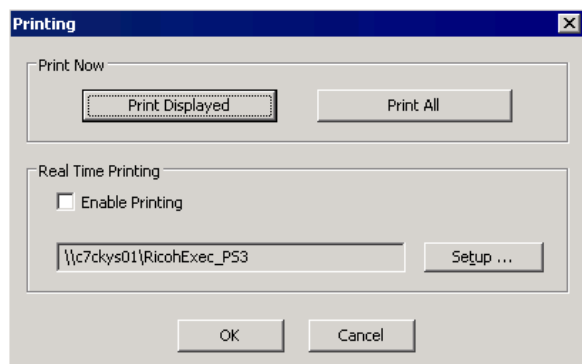 Printing
Print Now
Print Displayed Print All
Real Time Printing
Enable Printing
\\c7ckys01\RicohExec_PS3 Setup ...
OK Cancel